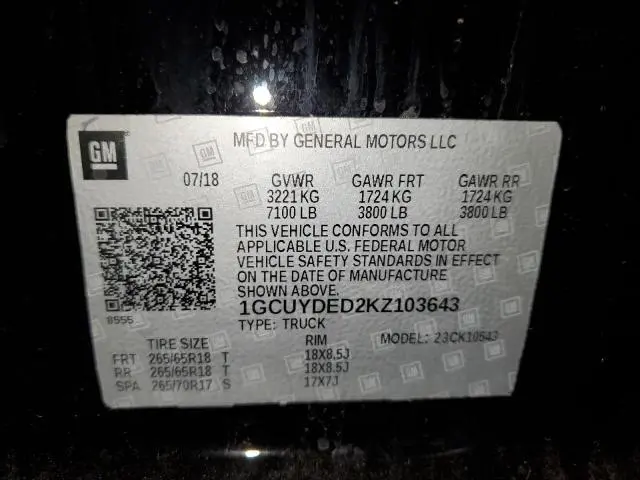 GM MFD BY GENERAL MOTORS LLC
07/18 GVWR GAWR FRT GAWR RR
3221 KG 1724 KG 1724 KG
7100 LB 3800 LB 3800 LB
THIS VEHICLE CONFORMS TO ALL
APPLICABLE U.S. FEDERAL MOTOR
VEHICLE SAFETY STANDARDS IN EFFECT
ON THE DATE OF MANUFACTURE
SHOWN ABOVE.
8555 1GCUYDED2KZ103643
TYPE: TRUCK MODEL: 23CK10543
TIRE SIZE RIM
FRT 265/65R18 T 18X8.5J
RR 265/65R18 T 18X8.5J
SPA 265/70R17 S 17X7J